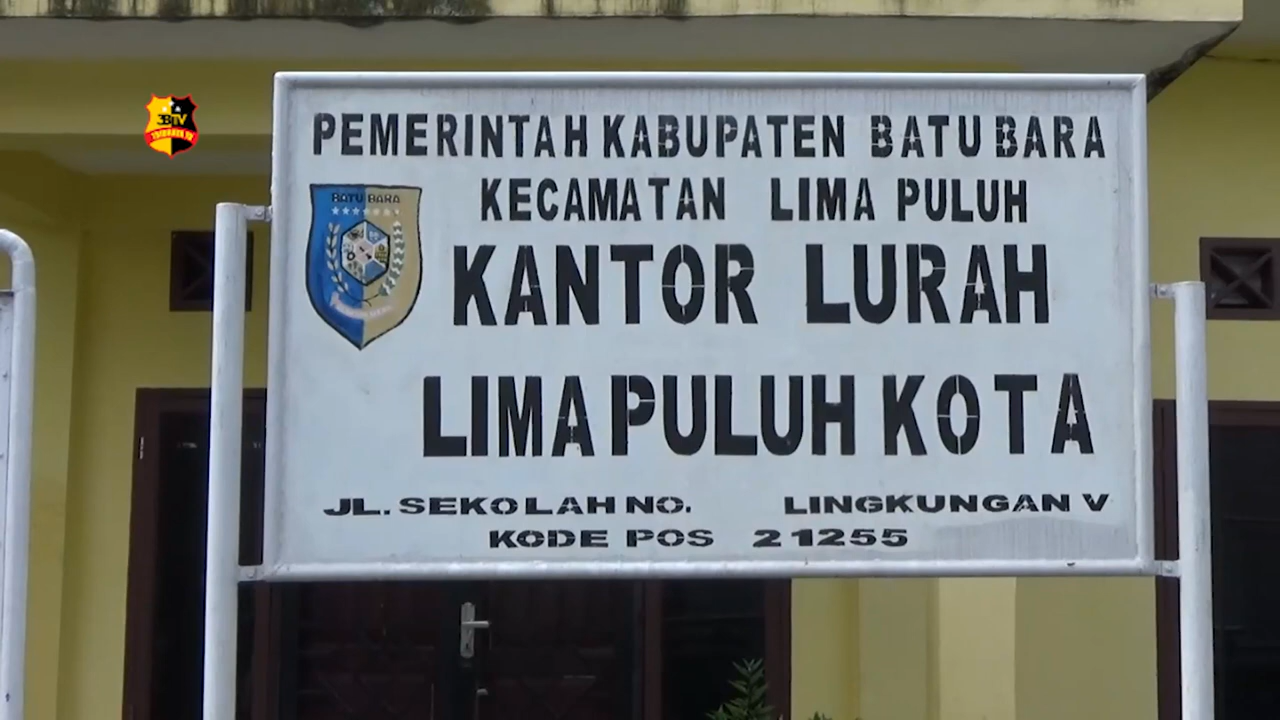 PEMERINTAH KABUPATEN BATU BARA
KECAMATAN LIMA PULUH
BATU BARA
KANTOR LURAH
LIMA PULUH KOTA
JL. SEKOLAH NO. LINGKUNGAN V
KODE POS 21255